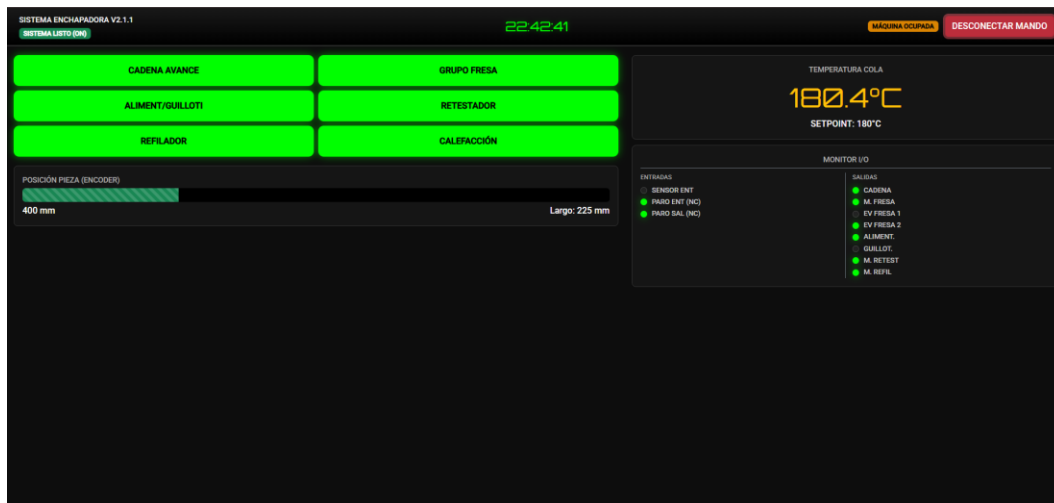 SISTEMA ENCHAPADORA V2.1.1
SISTEMA LISTO (ON)
22:42:41
MÁQUINA OCUPADA
DESCONECTAR MANDO
CADENA AVANCE
GRUPO FRESA
ALIMENT/GUILLOTI
RETESTADOR
REFILADOR
CALEFACCIÓN
POSICIÓN PIEZA (ENCODER)
400 mm
Largo: 225 mm
TEMPERATURA COLA
180.4°C
SETPOINT: 180°C
MONITOR I/O
ENTRADAS
SENSOR ENT
PARO ENT (NC)
PARO SAL (NC)
SALIDAS
CADENA
M. FRESA
EV FRESA 1
EV FRESA 2
ALIMENT.
GUILLOT.
M. RETEST
M. REFIL